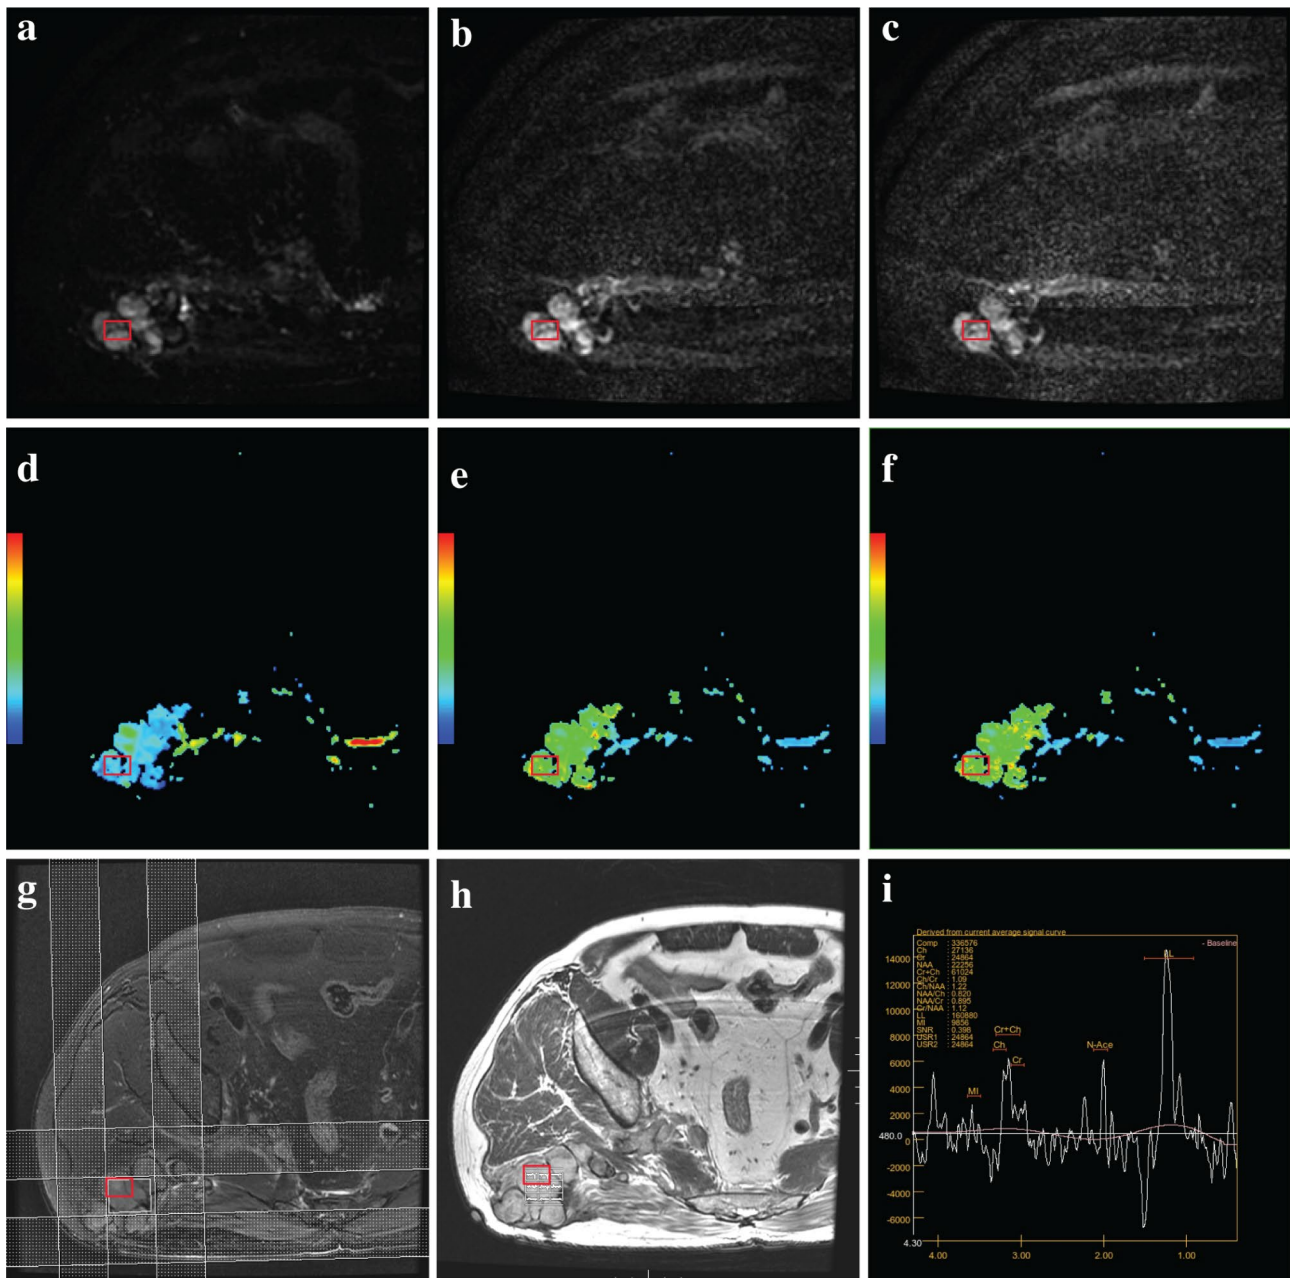 a
b
c
d
e
f
g
h
i
Derived from current average signal curve
Comp : 336576
Ch : 27136
Cr : 24864
NAA : 22256
Cr+Ch : 61024
Ch/Cr : 1.09
Ch/NAA : 1.22
NAA/Ch : 0.820
NAA/Cr : 0.895
Cr/NAA : 1.12
LL : 160880
MI : 9856
SNR : 0.398
USR1 : 24864
USR2 : 24864
- Baseline
LL
Cr+Ch
Ch
Cr
N-Ace
MI
14000
12000
10000
8000
6000
4000
2000
480.0
0
-2000
-4000
-6000
4.30
4.00 3.00 2.00 1.00